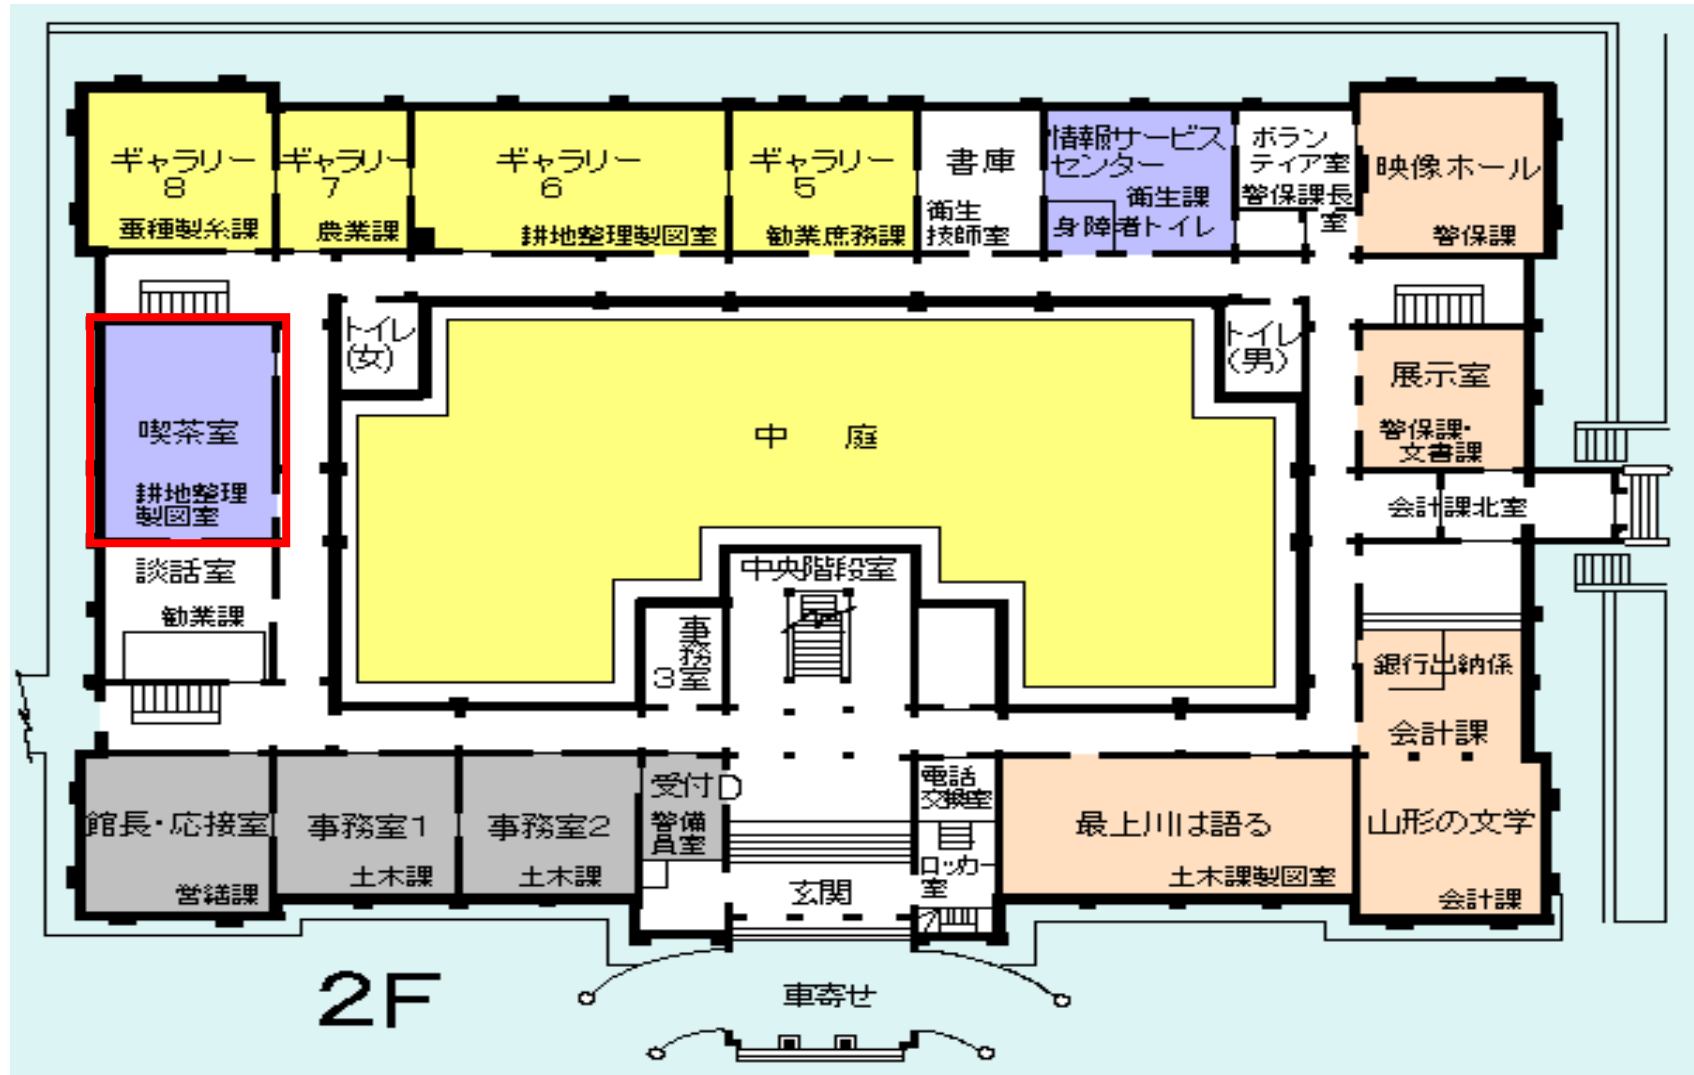 ギャラリー
8
蚕種製糸課
ギャラリー
7
農業課
ギャラリー
6
耕地整理製図室
ギャラリー
5
勧業庶務課
書庫
衛生
技師室
情報サービス
センター
衛生課
身障者トイレ
ボラン
ティア室
警保課長
室
映像ホール
警保課
トイレ
(女)
トイレ
(男)
喫茶室
耕地整理
製図室
中庭
展示室
警保課・
文書課
会計課北室
談話室
勧業課
中央階段室
事務
3室
銀行出納係
会計課
館長・応接室
営繕課
事務室1
土木課
事務室2
土木課
受付
警備
員室
電話
交換室
ロッカー
室
玄関
最上川は語る
土木課製図室
山形の文学
会計課
2F
車寄せ